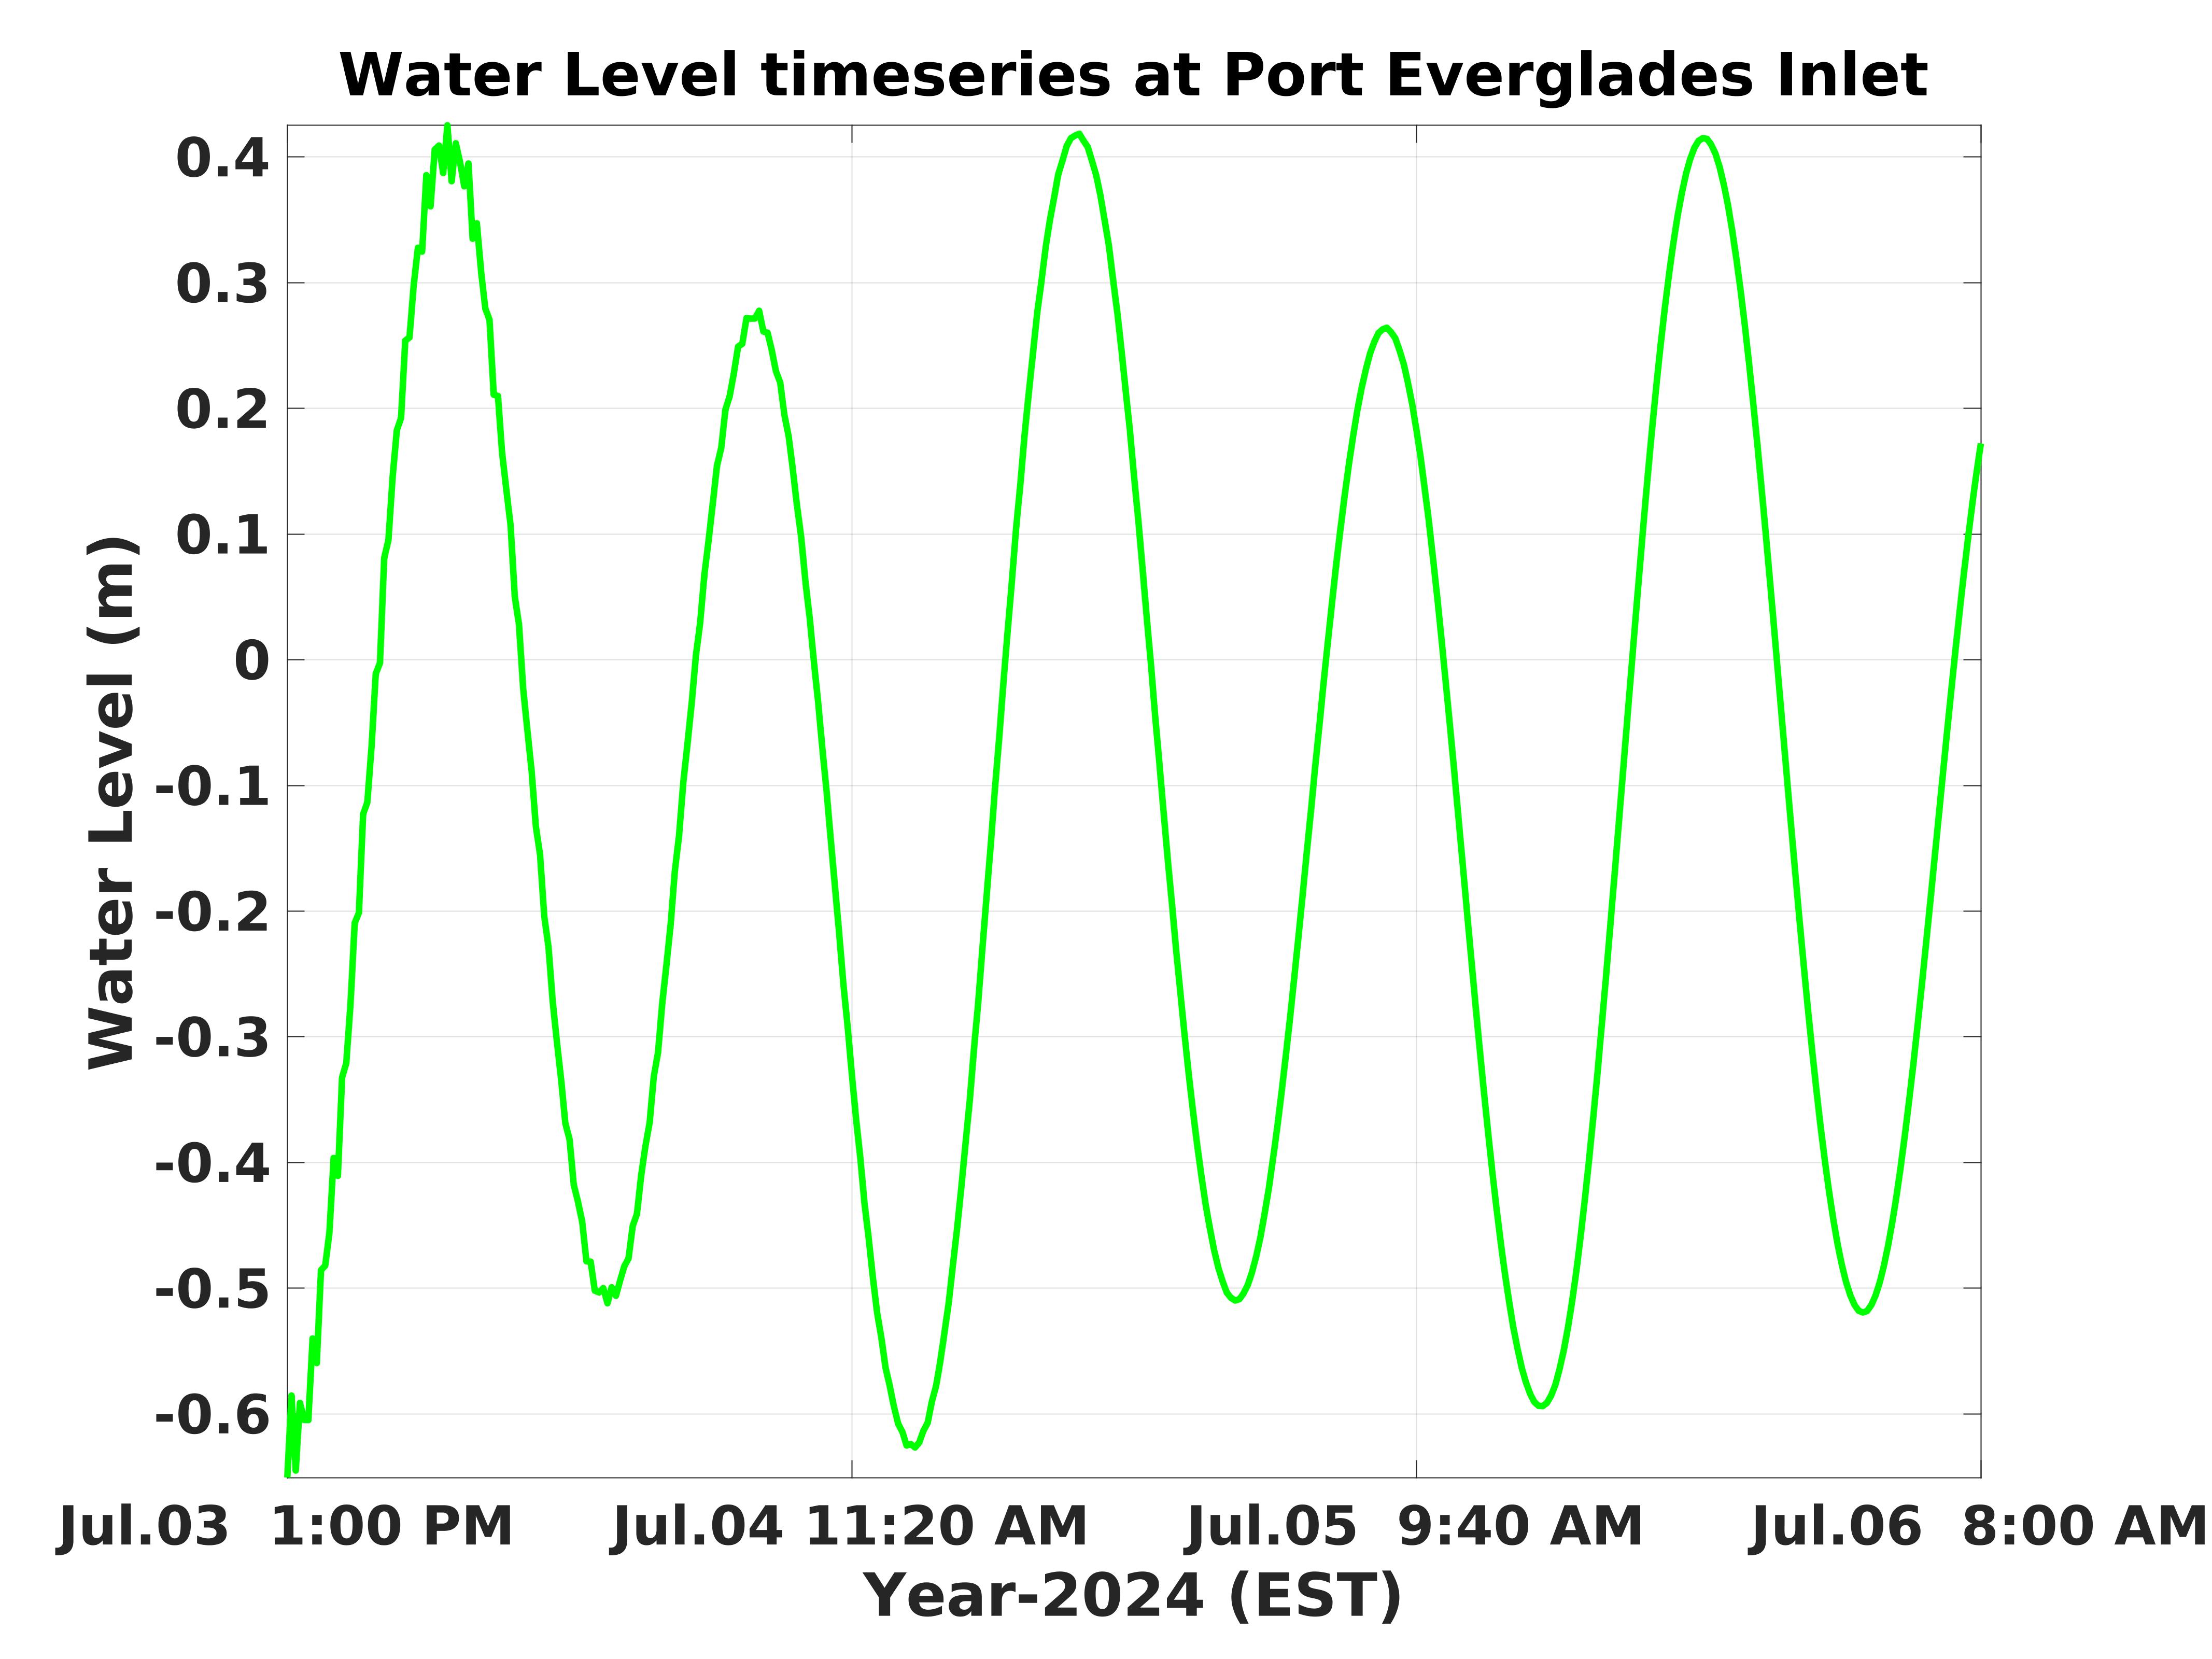 Water Level timeseries at Port Everglades Inlet
0.4
0.3
0.2
0.1
0
-0.1
-0.2
-0.3
-0.4
-0.5
-0.6
Water Level (m)
Jul.03 1:00 PM Jul.04 11:20 AM Jul.05 9:40 AM Jul.06 8:00 AM
Year-2024 (EST)